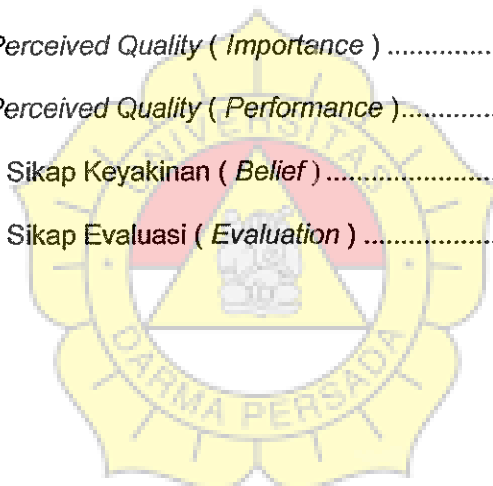 Perceived Quality ( Importance ) ................
Perceived Quality ( Performance )..............
Sikap Keyakinan ( Belief ) ........................
Sikap Evaluasi ( Evaluation ) ...................
UNIVERSITAS
DARMA PERSADA